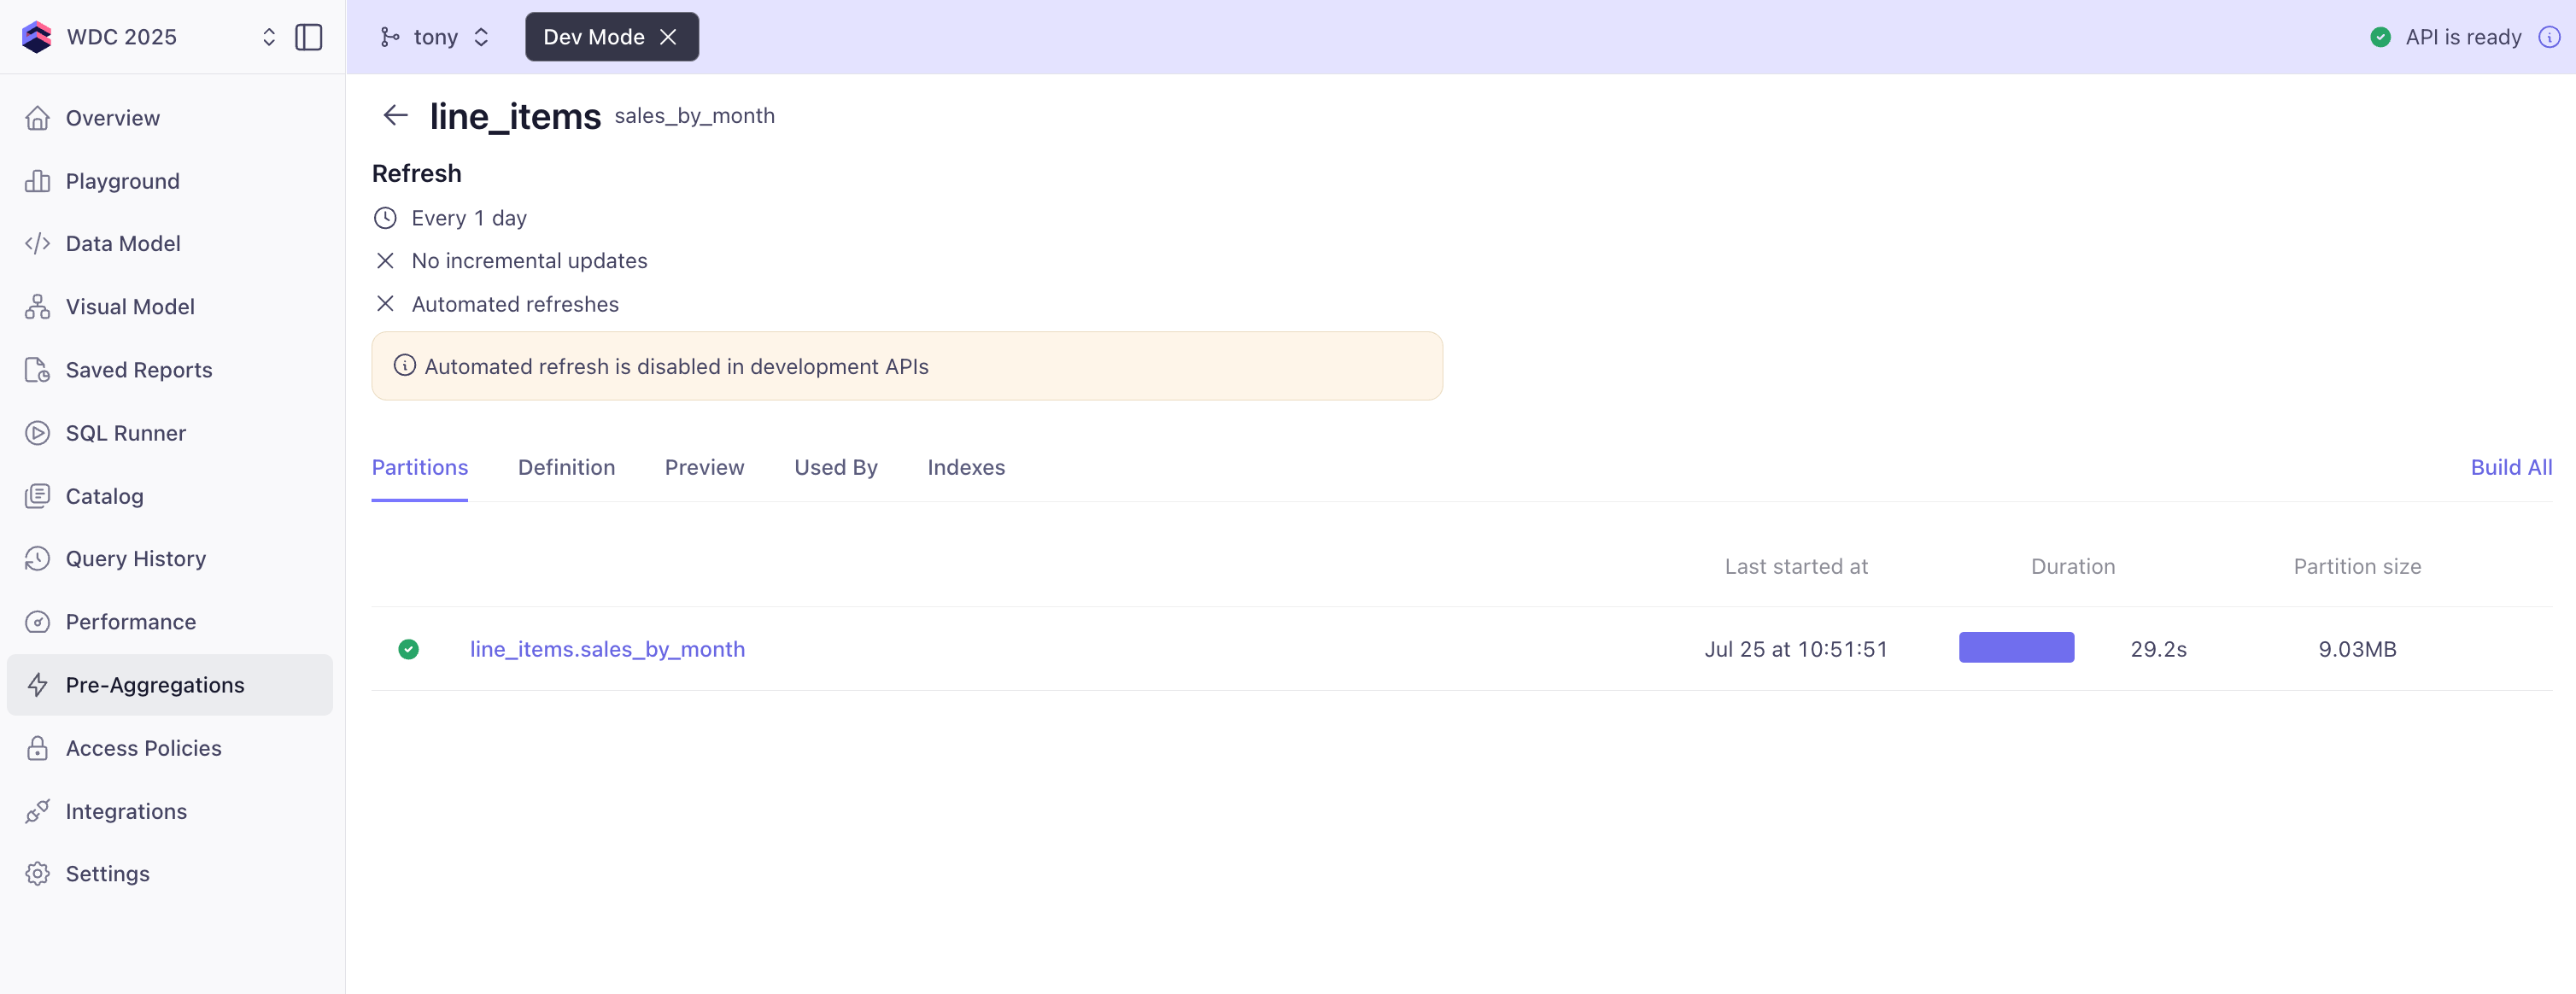 WDC 2025
tony
Dev Mode
API is ready
Overview
Playground
Data Model
Visual Model
Saved Reports
SQL Runner
Catalog
Query History
Performance
Pre-Aggregations
Access Policies
Integrations
Settings
line_items sales_by_month
Refresh
Every 1 day
No incremental updates
Automated refreshes
Automated refresh is disabled in development APIs
Partitions Definition Preview Used By Indexes Build All
Last started at Duration Partition size
line_items.sales_by_month Jul 25 at 10:51:51 29.2s 9.03MB